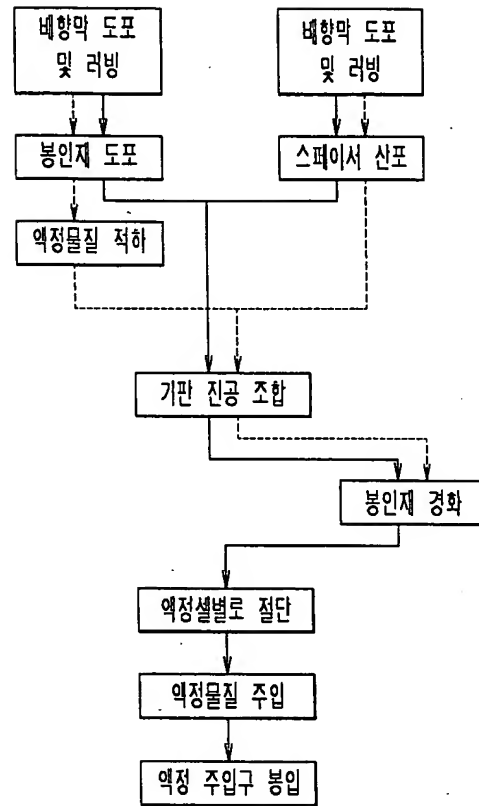 배향막 도포
및 러빙
배향막 도포
및 러빙
봉인재 도포
스페이서 산포
액정물질 적하
기판 진공 조합
봉인재 경화
액정셀별로 절단
액정물질 주입
액정 주입구 봉입